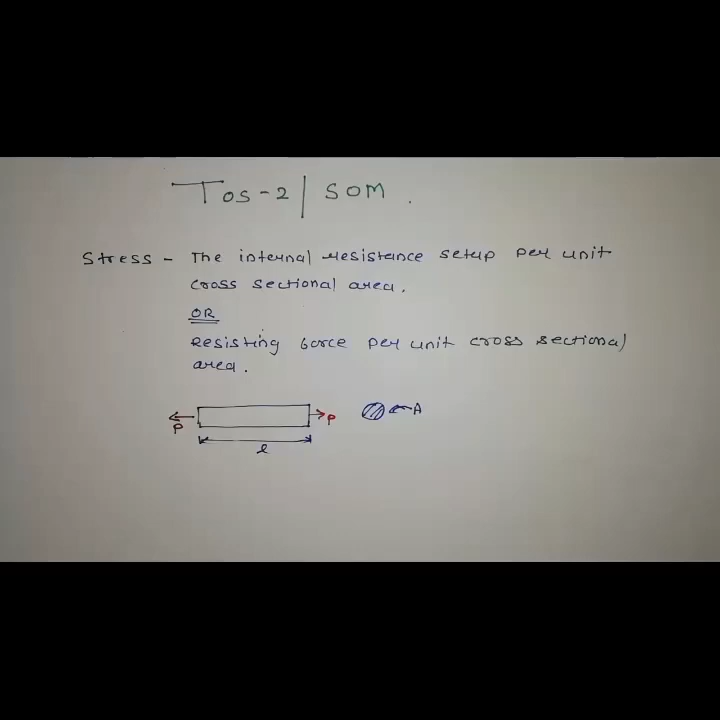 Tos-2 | SOM.
Stress - The internal resistance setup per unit
cross sectional area.
OR
Resisting force per unit cross sectional
area.
P
P
A
l